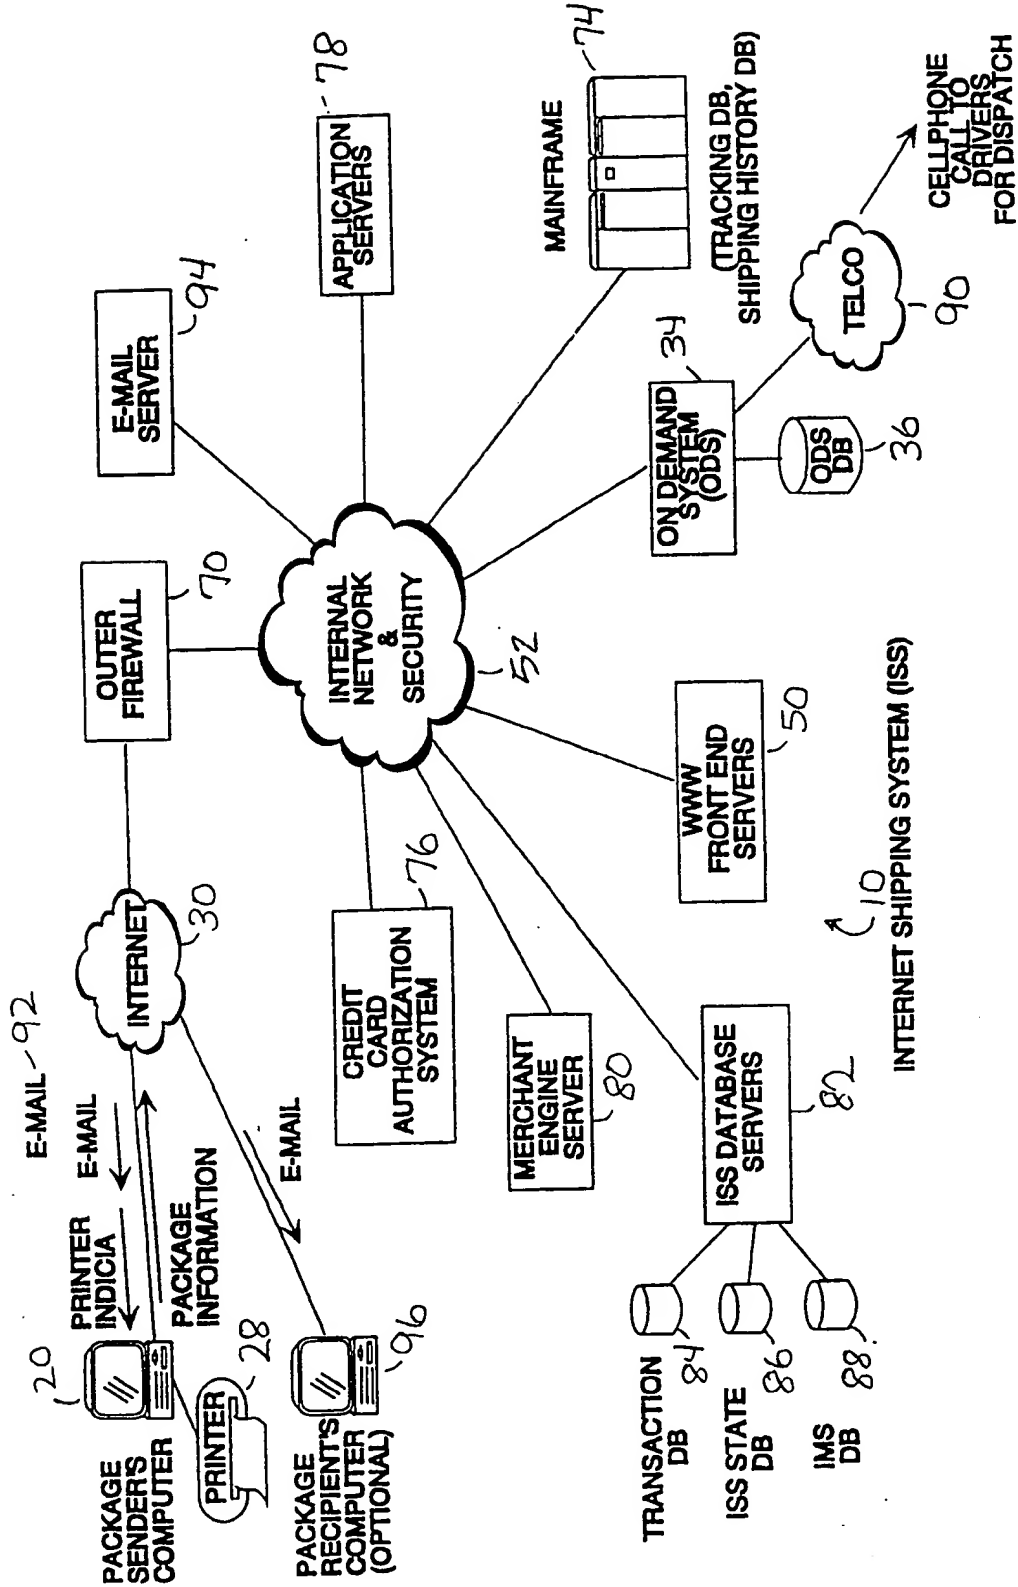 E-MAIL 92
PACKAGE
SENDER'S
COMPUTER
20
PRINTER
INDICIA
E-MAIL
PACKAGE
INFORMATION
PRINTER
28
E-MAIL
PACKAGE
RECIPIENT'S
COMPUTER
(OPTIONAL)
96
INTERNET
30
OUTER
FIREWALL
70
E-MAIL
SERVER
94
APPLICATION
SERVERS
78
INTERNAL
NETWORK
&
SECURITY
52
CREDIT
CARD
AUTHORIZATION
SYSTEM
76
MERCHANT
ENGINE
SERVER
80
MAINFRAME
74
(TRACKING DB,
SHIPPING HISTORY DB)
ON DEMAND
SYSTEM
(ODS)
34
ODS
DB
36
TELCO
90
CELLPHONE
CALL TO
DRIVERS
FOR DISPATCH
WWW
FRONT END
SERVERS
50
ISS DATABASE
SERVERS
82
TRANSACTION
DB
84
ISS STATE
DB
86
IMS
DB
88
10
INTERNET SHIPPING SYSTEM (ISS)